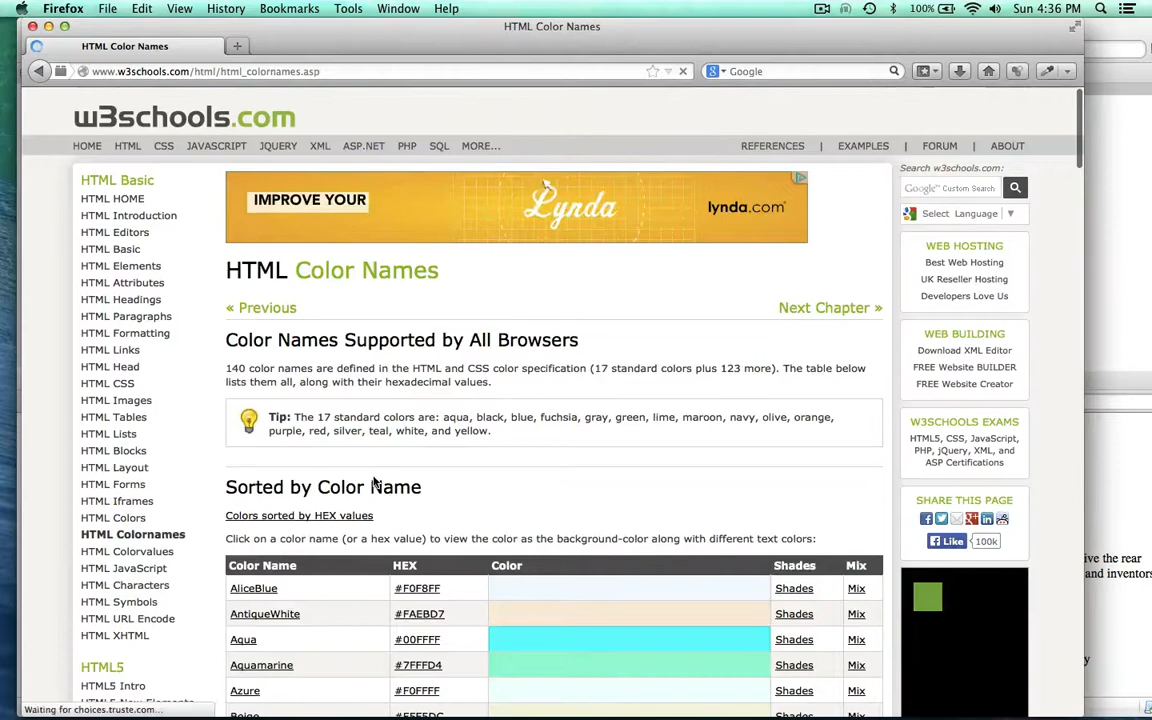 Firefox File Edit View History Bookmarks Tools Window Help 100% Sun 4:36 PM
HTML Color Names
HTML Color Names +
www.w3schools.com/html/html_colornames.asp Google
w3schools.com
HOME HTML CSS JAVASCRIPT JQUERY XML ASP.NET PHP SQL MORE... REFERENCES | EXAMPLES | FORUM | ABOUT
HTML Basic
HTML HOME
HTML Introduction
HTML Editors
HTML Basic
HTML Elements
HTML Attributes
HTML Headings
HTML Paragraphs
HTML Formatting
HTML Links
HTML Head
HTML CSS
HTML Images
HTML Tables
HTML Lists
HTML Blocks
HTML Layout
HTML Forms
HTML Iframes
HTML Colors
HTML Colornames
HTML Colorvalues
HTML JavaScript
HTML Characters
HTML Symbols
HTML URL Encode
HTML XHTML
HTML5
HTML5 Intro
HTML5 New Elements
IMPROVE YOUR Lynda lynda.com
HTML Color Names
« Previous Next Chapter »
Color Names Supported by All Browsers
140 color names are defined in the HTML and CSS color specification (17 standard colors plus 123 more). The table below
lists them all, along with their hexadecimal values.
Tip: The 17 standard colors are: aqua, black, blue, fuchsia, gray, green, lime, maroon, navy, olive, orange,
purple, red, silver, teal, white, and yellow.
Sorted by Color Name
Colors sorted by HEX values
Click on a color name (or a hex value) to view the color as the background-color along with different text colors:
Color Name HEX Color Shades Mix
AliceBlue #F0F8FF Shades Mix
AntiqueWhite #FAEBD7 Shades Mix
Aqua #00FFFF Shades Mix
Aquamarine #7FFFD4 Shades Mix
Azure #F0FFFF Shades Mix
Beige #F5F5DC Shades Mix
Search w3schools.com:
Google™ Custom Search
Select Language
WEB HOSTING
Best Web Hosting
UK Reseller Hosting
Developers Love Us
WEB BUILDING
Download XML Editor
FREE Website BUILDER
FREE Website Creator
W3SCHOOLS EXAMS
HTML5, CSS, JavaScript,
PHP, jQuery, XML, and
ASP Certifications
SHARE THIS PAGE
Like 100k
ive the rear
and inventors
y
Waiting for choices.truste.com...